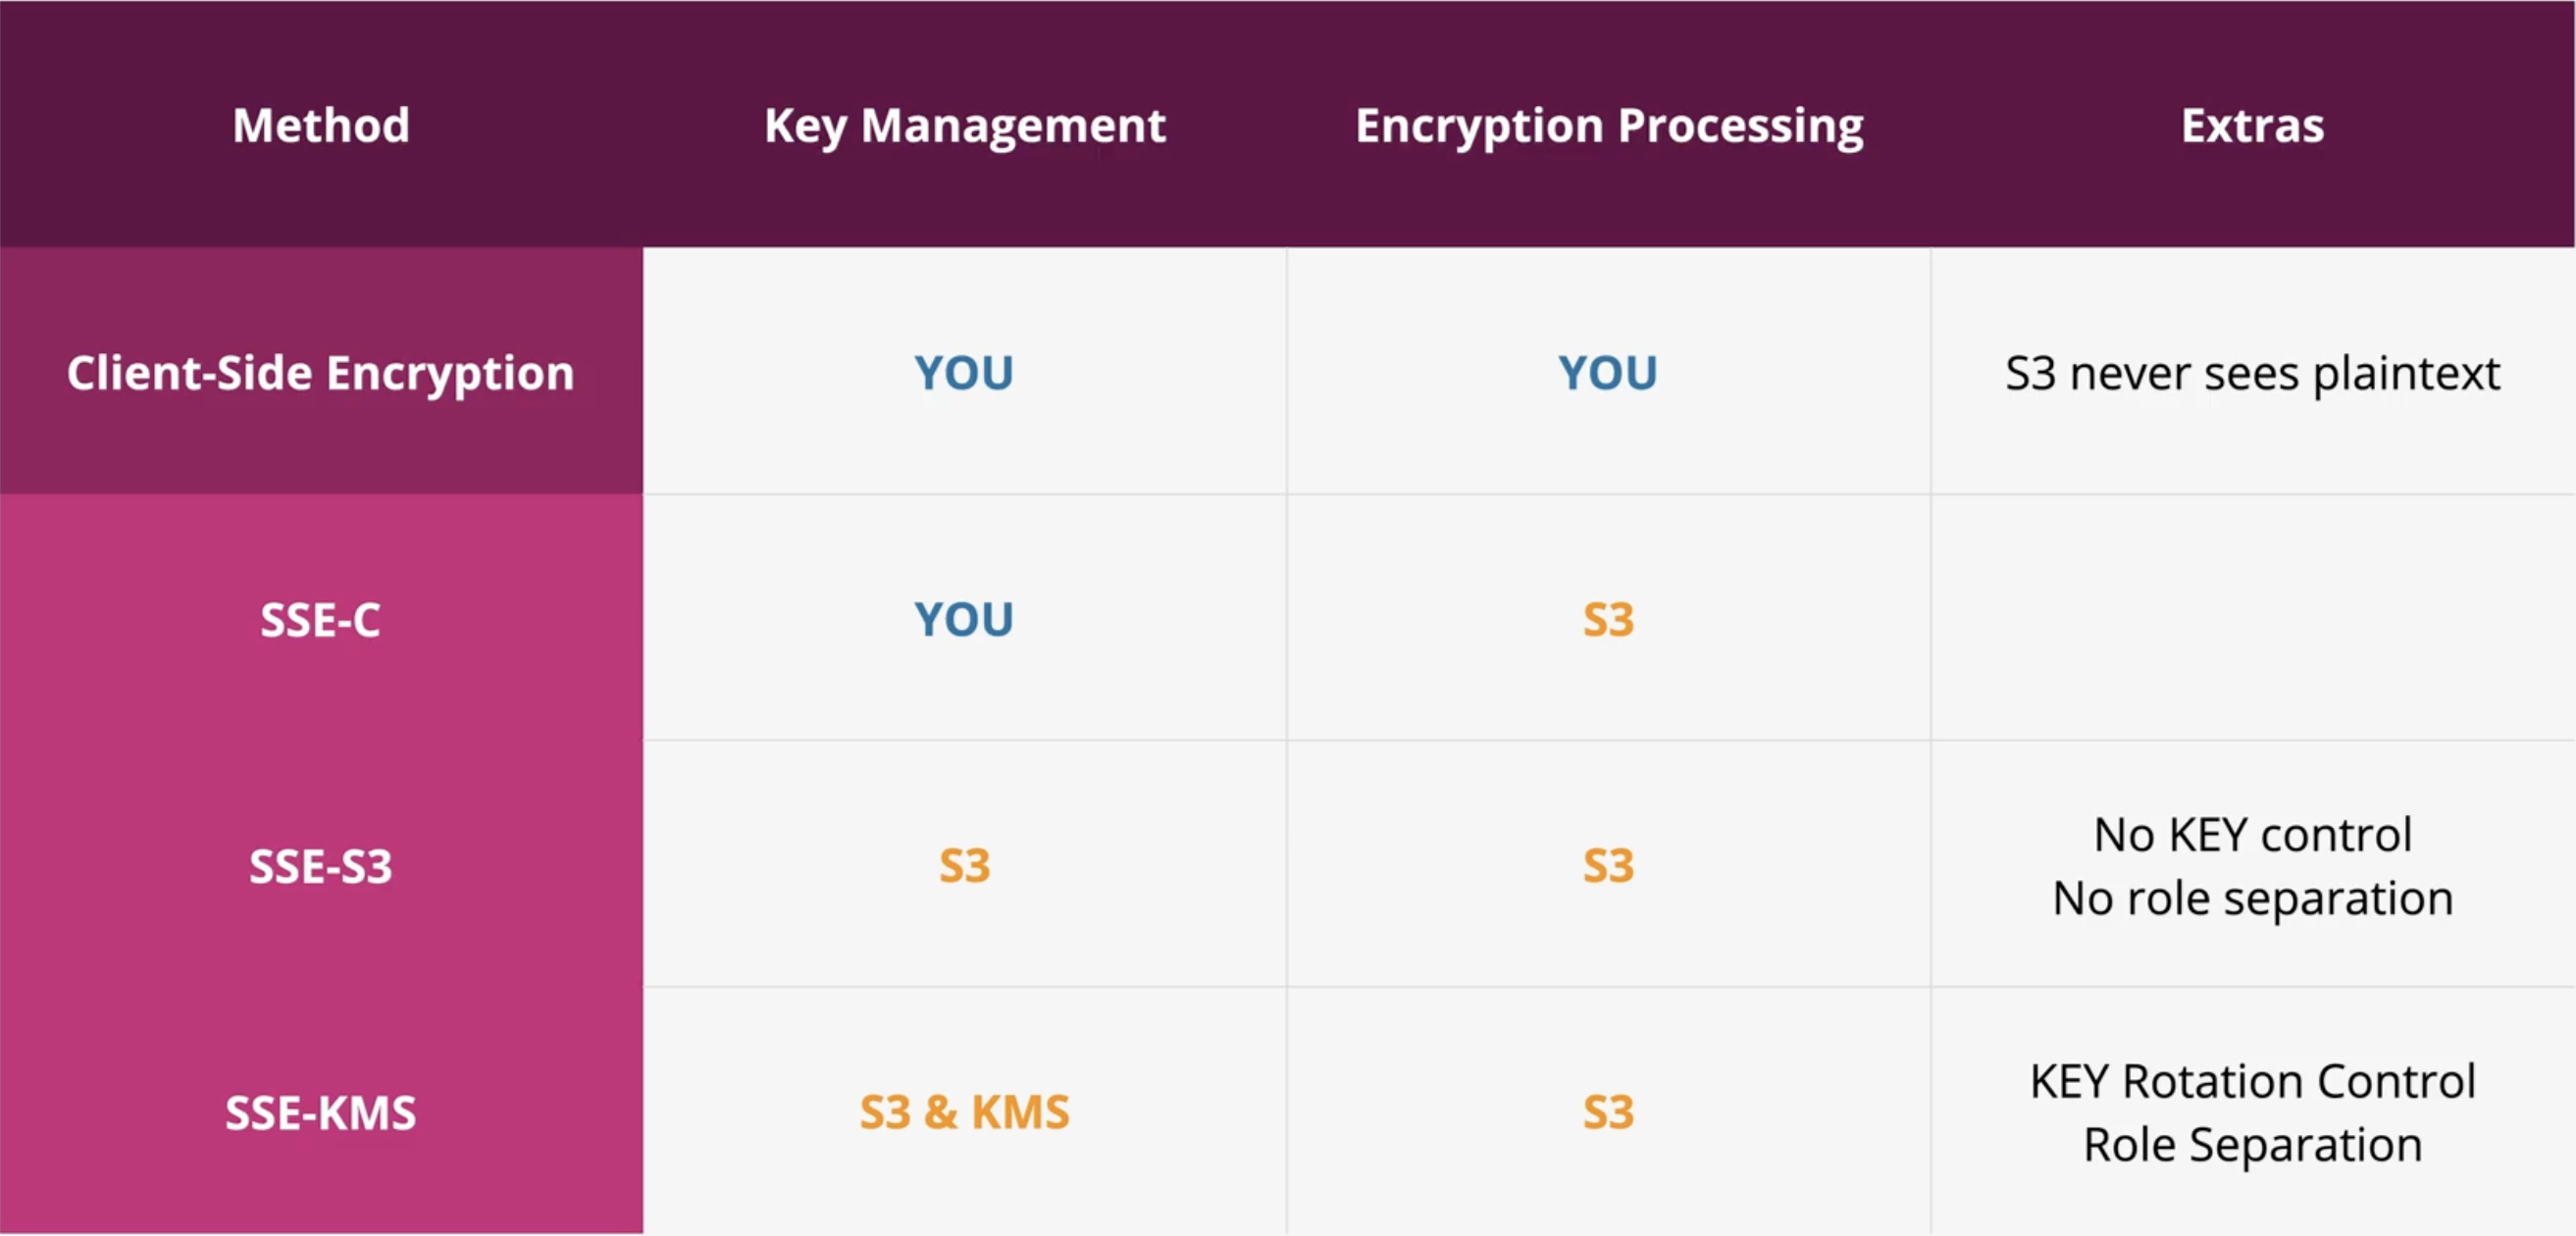 Method Key Management Encryption Processing Extras
Client-Side Encryption YOU YOU S3 never sees plaintext
SSE-C YOU S3
SSE-S3 S3 S3 No KEY control
No role separation
SSE-KMS S3 & KMS S3 KEY Rotation Control
Role Separation